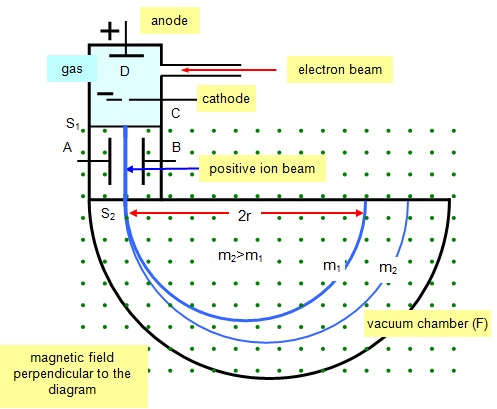 +
anode
gas
D
electron beam
–
cathode
C
S₁
A
B
positive ion beam
S₂
2r
m₂>m₁
m₁
m₂
vacuum chamber (F)
magnetic field
perpendicular to the
diagram